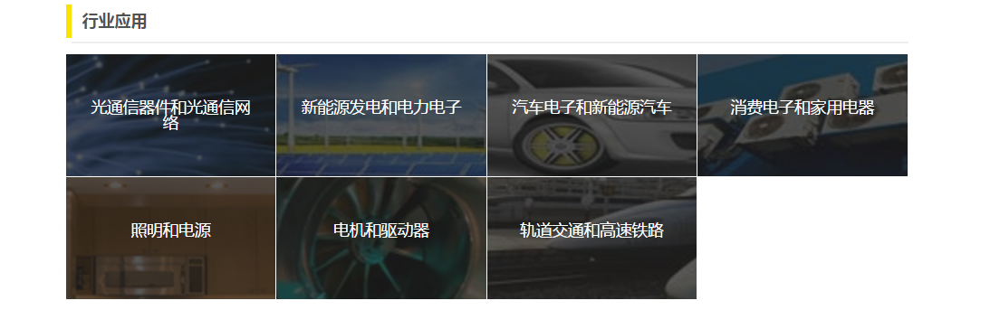 行业应用
光通信器件和光通信网
络
新能源发电和电力电子
汽车电子和新能源汽车
消费电子和家用电器
照明和电源
电机和驱动器
轨道交通和高速铁路